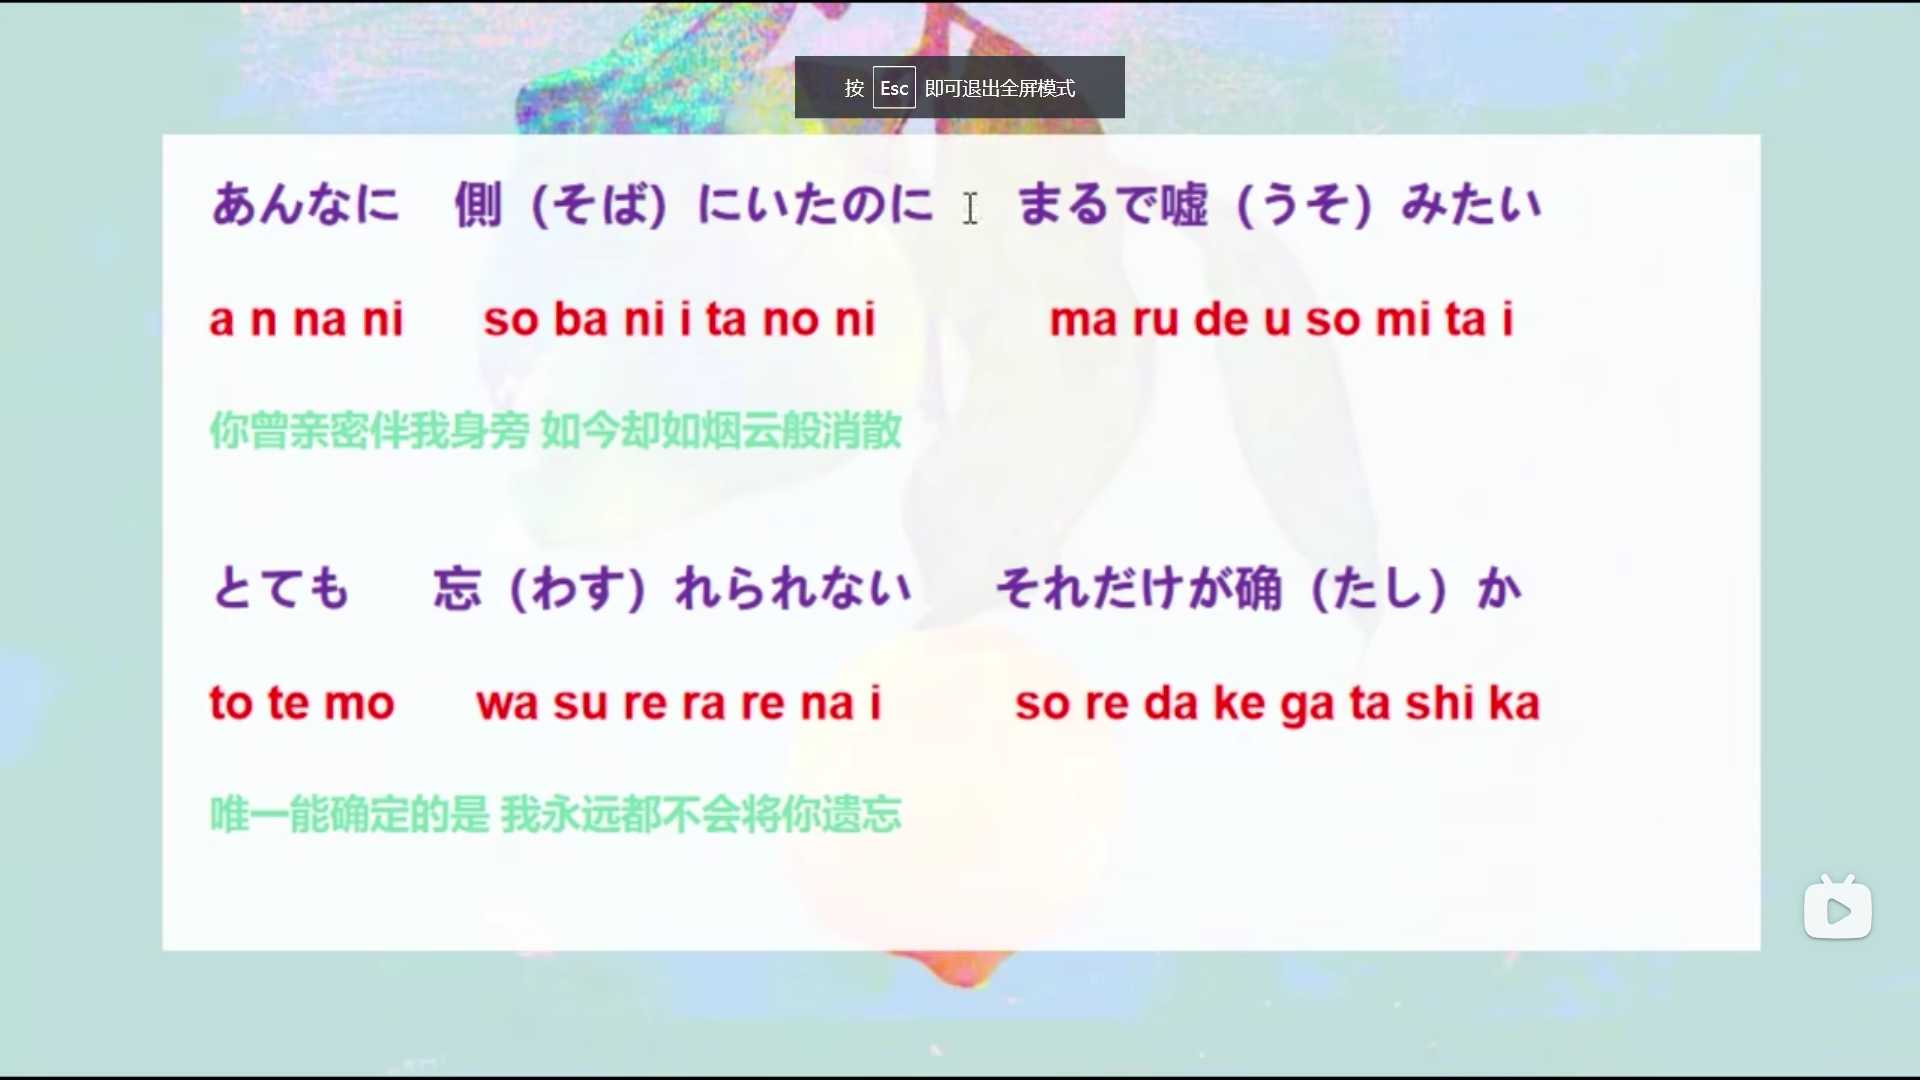 按 Esc 即可退出全屏模式
あんなに 側（そば）にいたのに まるで嘘（うそ）みたい
a n na ni so ba ni i ta no ni ma ru de u so mi ta i
你曾亲密伴我身旁 如今却如烟云般消散
とても 忘（わす）れられない それだけが确（たし）か
to te mo wa su re ra re na i so re da ke ga ta shi ka
唯一能确定的是 我永远都不会将你遗忘